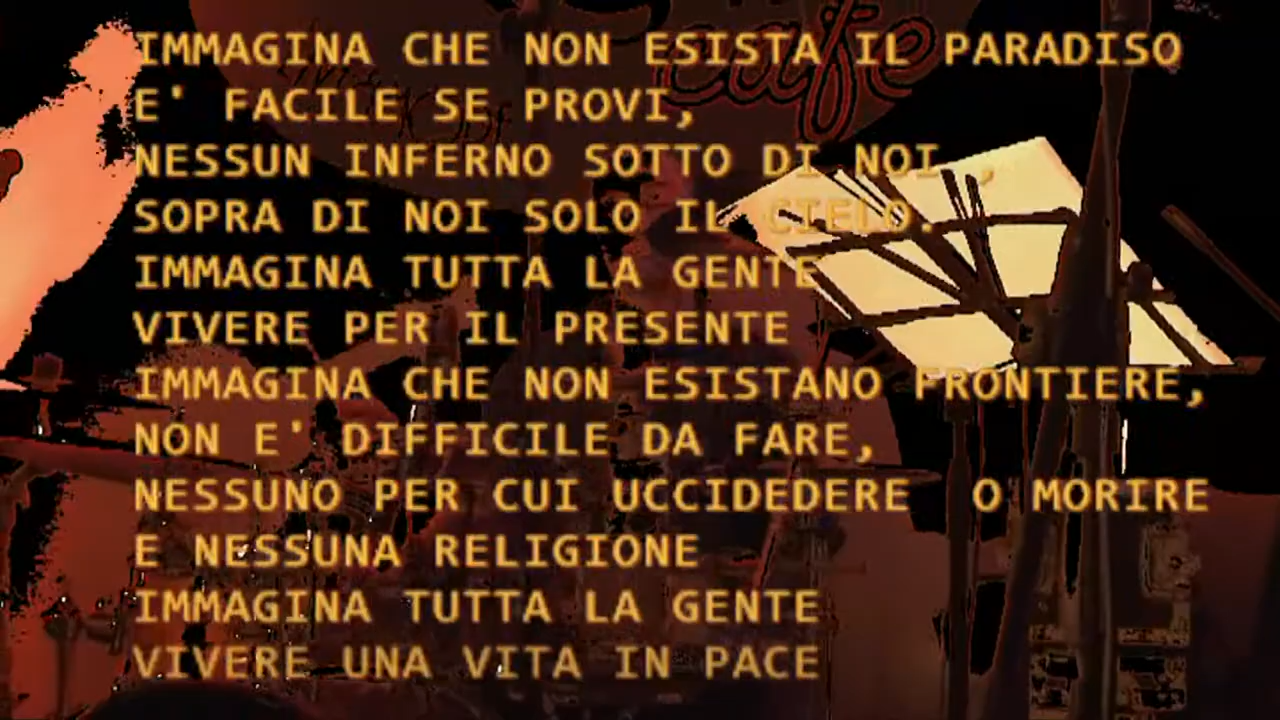 IMMAGINA CHE NON ESISTA IL PARADISO
E' FACILE SE PROVI,
NESSUN INFERNO SOTTO DI NOI ,
SOPRA DI NOI SOLO IL CIELO.
IMMAGINA TUTTA LA GENTE
VIVERE PER IL PRESENTE
IMMAGINA CHE NON ESISTANO FRONTIERE,
NON E' DIFFICILE DA FARE,
NESSUNO PER CUI UCCIDEDERE O MORIRE
E NESSUNA RELIGIONE
IMMAGINA TUTTA LA GENTE
VIVERE UNA VITA IN PACE
cafe